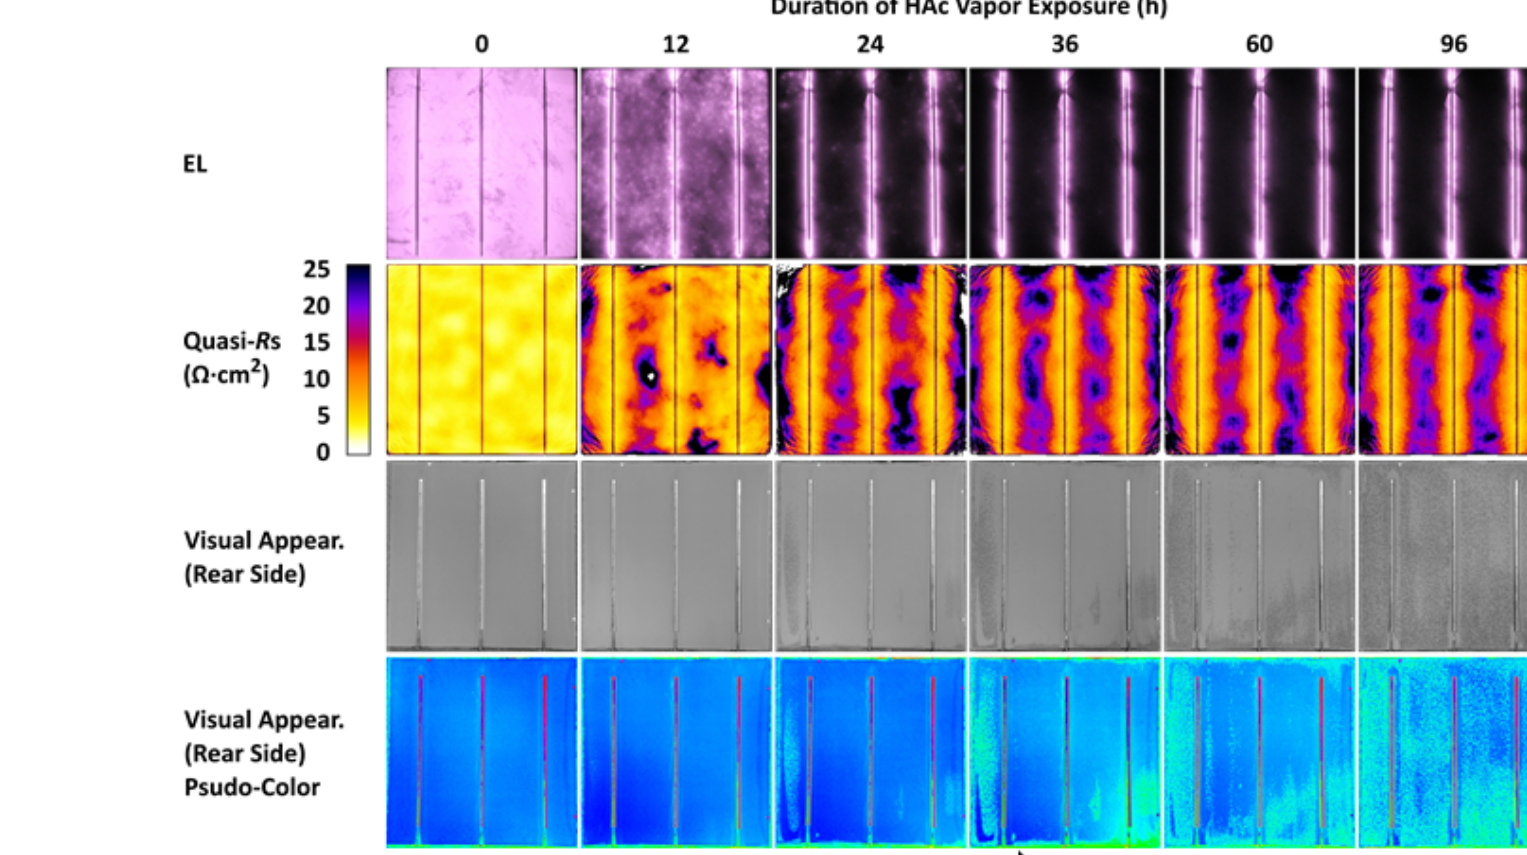 Duration of HAc Vapor Exposure (h)
0 12 24 36 60 96
EL
25
20
Quasi-Rs 15
(Ω·cm²) 10
5
0
Visual Appear.
(Rear Side)
Visual Appear.
(Rear Side)
Psudo-Color